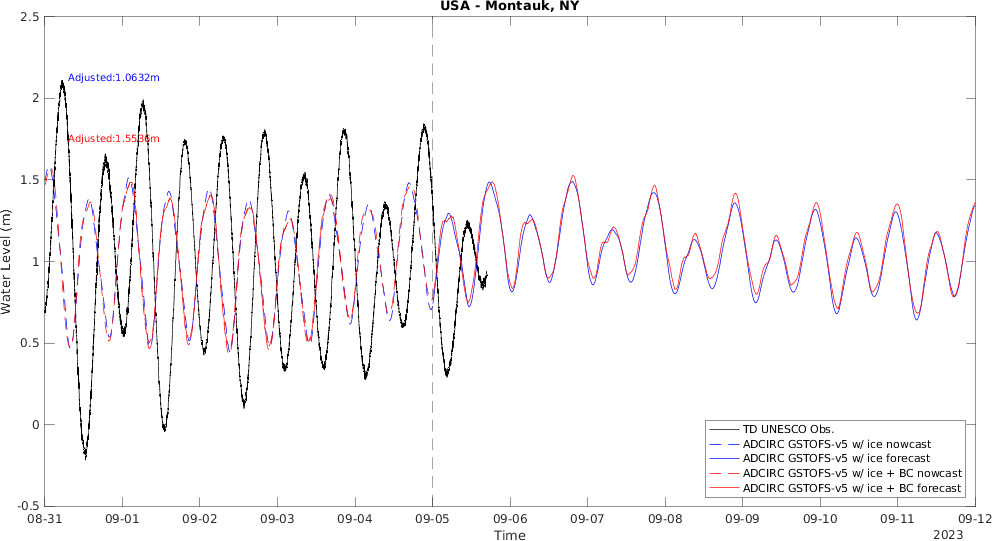 USA - Montauk, NY
Water Level (m)
2.5
2
1.5
1
0.5
0
-0.5
Adjusted:1.0632m
Adjusted:1.5536m
TD UNESCO Obs.
ADCIRC GSTOFS-v5 w/ ice nowcast
ADCIRC GSTOFS-v5 w/ ice forecast
ADCIRC GSTOFS-v5 w/ ice + BC nowcast
ADCIRC GSTOFS-v5 w/ ice + BC forecast
08-31 09-01 09-02 09-03 09-04 09-05 09-06 09-07 09-08 09-09 09-10 09-11 09-12
Time
2023